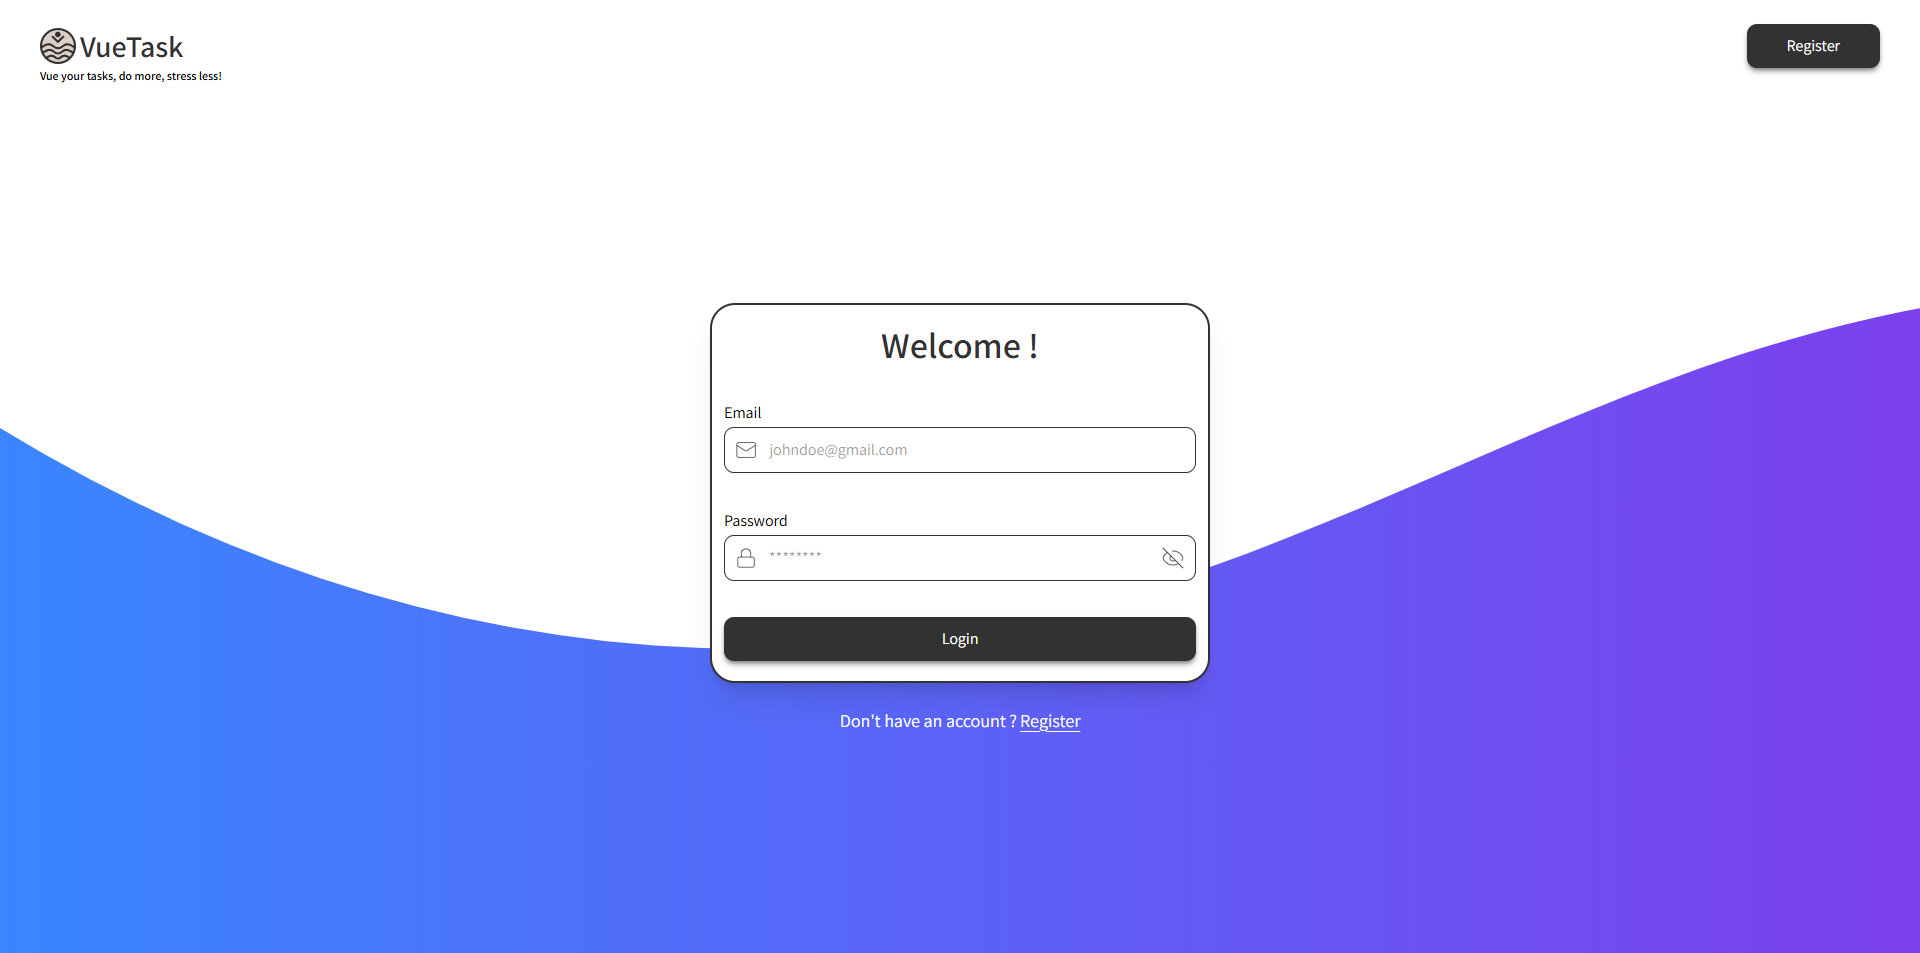 VueTask
Vue your tasks, do more, stress less!
Register
Welcome !
Email
johndoe@gmail.com
Password
********
Login
Don't have an account ? Register